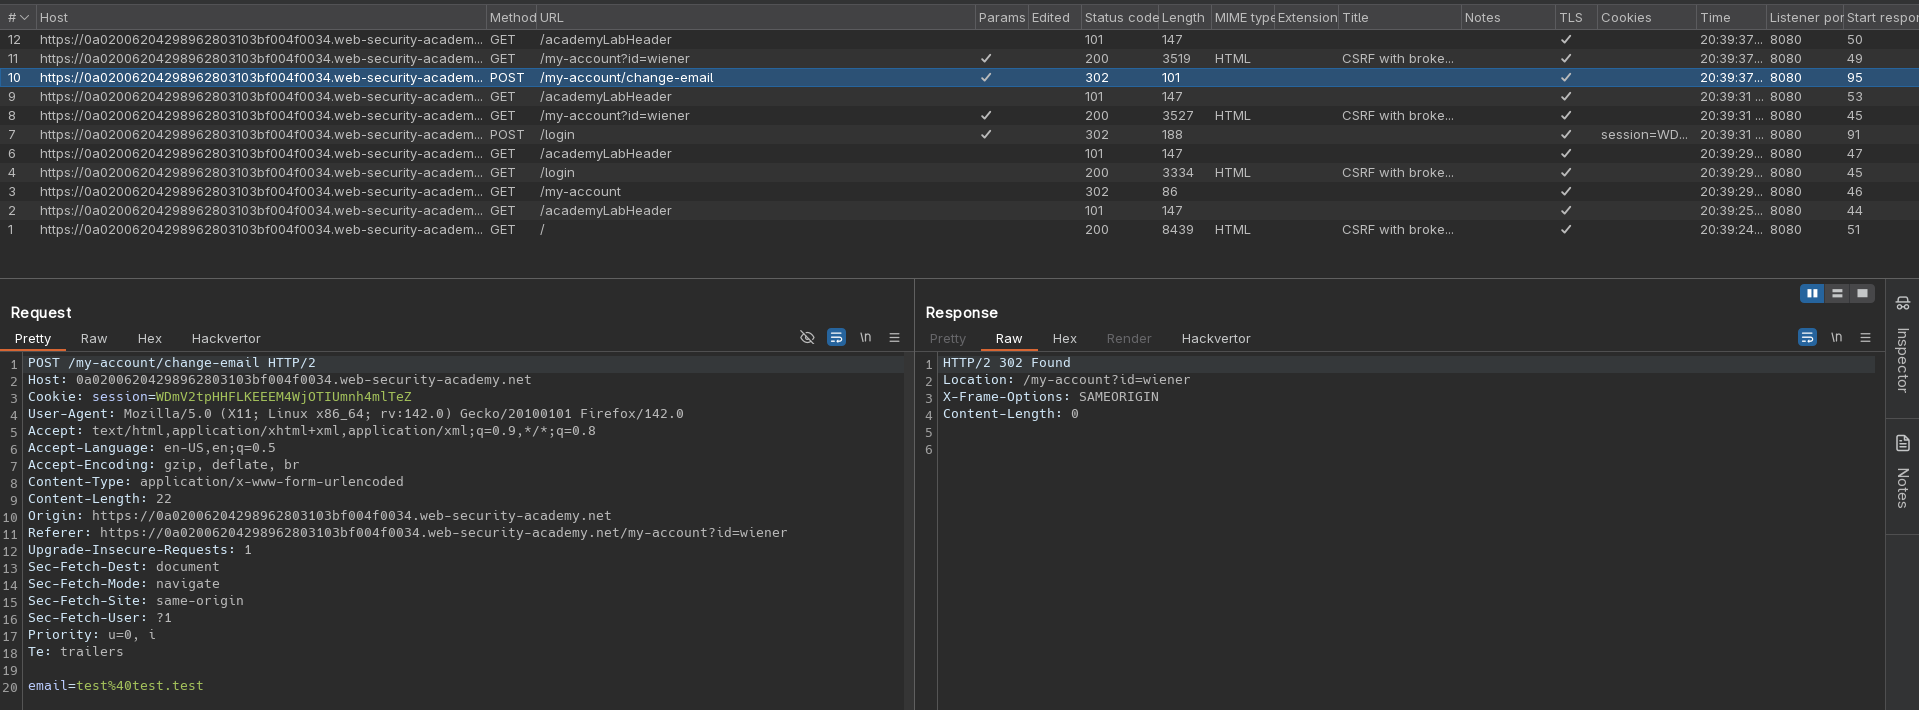 # Host Method URL Params Edited Status code Length MIME type Extension Title Notes TLS Cookies Time Listener por Start respor
12 https://0a02006204298962803103bf004f0034.web-security-academ... GET /academyLabHeader 101 147 ✓ 20:39:37... 8080 50
11 https://0a02006204298962803103bf004f0034.web-security-academ... GET /my-account?id=wiener ✓ 200 3519 HTML CSRF with broke... ✓ 20:39:37... 8080 49
10 https://0a02006204298962803103bf004f0034.web-security-academ... POST /my-account/change-email ✓ 302 101 ✓ 20:39:37... 8080 95
9 https://0a02006204298962803103bf004f0034.web-security-academ... GET /academyLabHeader 101 147 ✓ 20:39:31 ... 8080 53
8 https://0a02006204298962803103bf004f0034.web-security-academ... GET /my-account?id=wiener ✓ 200 3527 HTML CSRF with broke... ✓ 20:39:31 ... 8080 45
7 https://0a02006204298962803103bf004f0034.web-security-academ... POST /login ✓ 302 188 ✓ session=WD... 20:39:31 ... 8080 91
6 https://0a02006204298962803103bf004f0034.web-security-academ... GET /academyLabHeader 101 147 ✓ 20:39:29... 8080 47
4 https://0a02006204298962803103bf004f0034.web-security-academ... GET /login 200 3334 HTML CSRF with broke... ✓ 20:39:29... 8080 45
3 https://0a02006204298962803103bf004f0034.web-security-academ... GET /my-account 302 86 ✓ 20:39:29... 8080 46
2 https://0a02006204298962803103bf004f0034.web-security-academ... GET /academyLabHeader 101 147 ✓ 20:39:25... 8080 44
1 https://0a02006204298962803103bf004f0034.web-security-academ... GET / 200 8439 HTML CSRF with broke... ✓ 20:39:24... 8080 51
Request
Pretty Raw Hex Hackvertor \n
1 POST /my-account/change-email HTTP/2
2 Host: 0a02006204298962803103bf004f0034.web-security-academy.net
3 Cookie: session=WDmV2tpHHFLKEEEM4WjOTIUmnh4mlTeZ
4 User-Agent: Mozilla/5.0 (X11; Linux x86_64; rv:142.0) Gecko/20100101 Firefox/142.0
5 Accept: text/html,application/xhtml+xml,application/xml;q=0.9,*/*;q=0.8
6 Accept-Language: en-US,en;q=0.5
7 Accept-Encoding: gzip, deflate, br
8 Content-Type: application/x-www-form-urlencoded
9 Content-Length: 22
10 Origin: https://0a02006204298962803103bf004f0034.web-security-academy.net
11 Referer: https://0a02006204298962803103bf004f0034.web-security-academy.net/my-account?id=wiener
12 Upgrade-Insecure-Requests: 1
13 Sec-Fetch-Dest: document
14 Sec-Fetch-Mode: navigate
15 Sec-Fetch-Site: same-origin
16 Sec-Fetch-User: ?1
17 Priority: u=0, i
18 Te: trailers
19
20 email=test%40test.test
Response
Pretty Raw Hex Render Hackvertor \n
1 HTTP/2 302 Found
2 Location: /my-account?id=wiener
3 X-Frame-Options: SAMEORIGIN
4 Content-Length: 0
5
6
Inspector
Notes